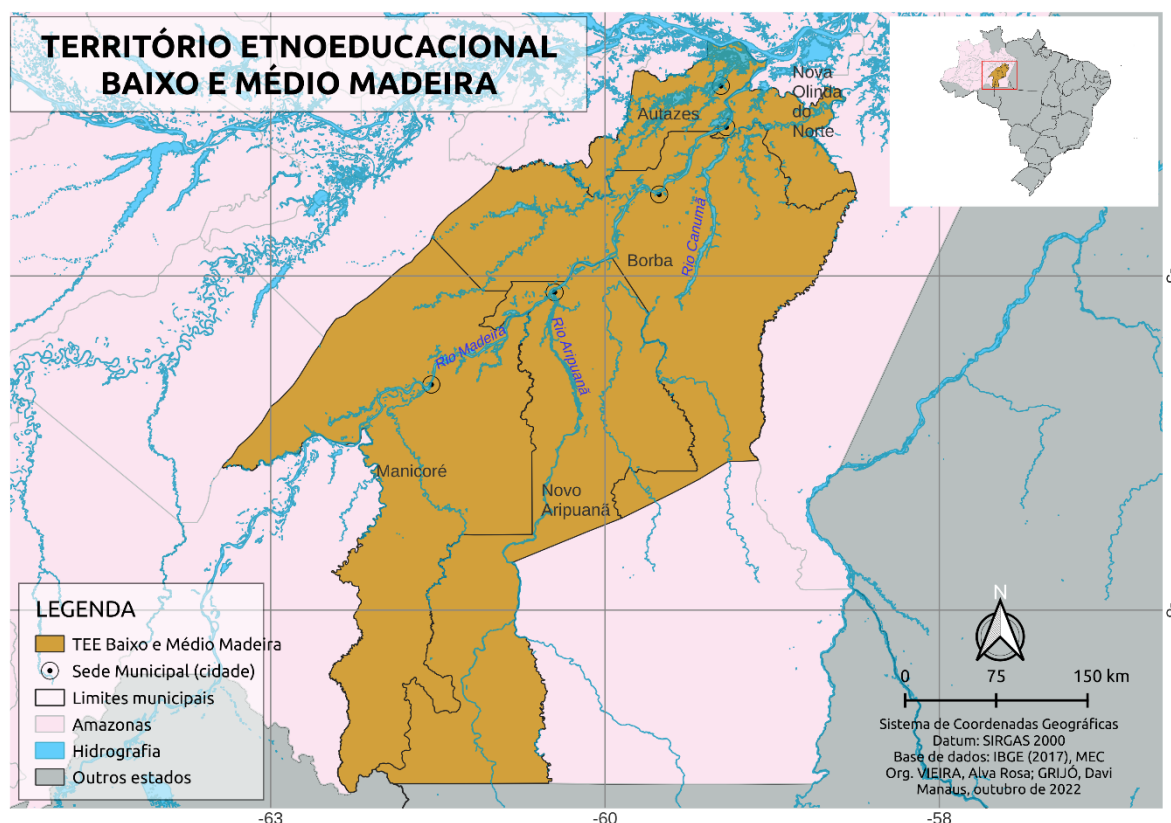 TERRITÓRIO ETNOEDUCACIONAL
BAIXO E MÉDIO MADEIRA
Nova
Olinda
do
Norte
Autazes
Borba
Rio Canumã
Rio Madeira
Rio Aripuanã
Manicoré
Novo
Aripuanã
LEGENDA
TEE Baixo e Médio Madeira
Sede Municipal (cidade)
Limites municipais
Amazonas
Hidrografia
Outros estados
N
0 75 150 km
Sistema de Coordenadas Geográficas
Datum: SIRGAS 2000
Base de dados: IBGE (2017), MEC
Org. VIEIRA, Alva Rosa; GRIJÓ, Davi
Manaus, outubro de 2022
-63 -60 -58